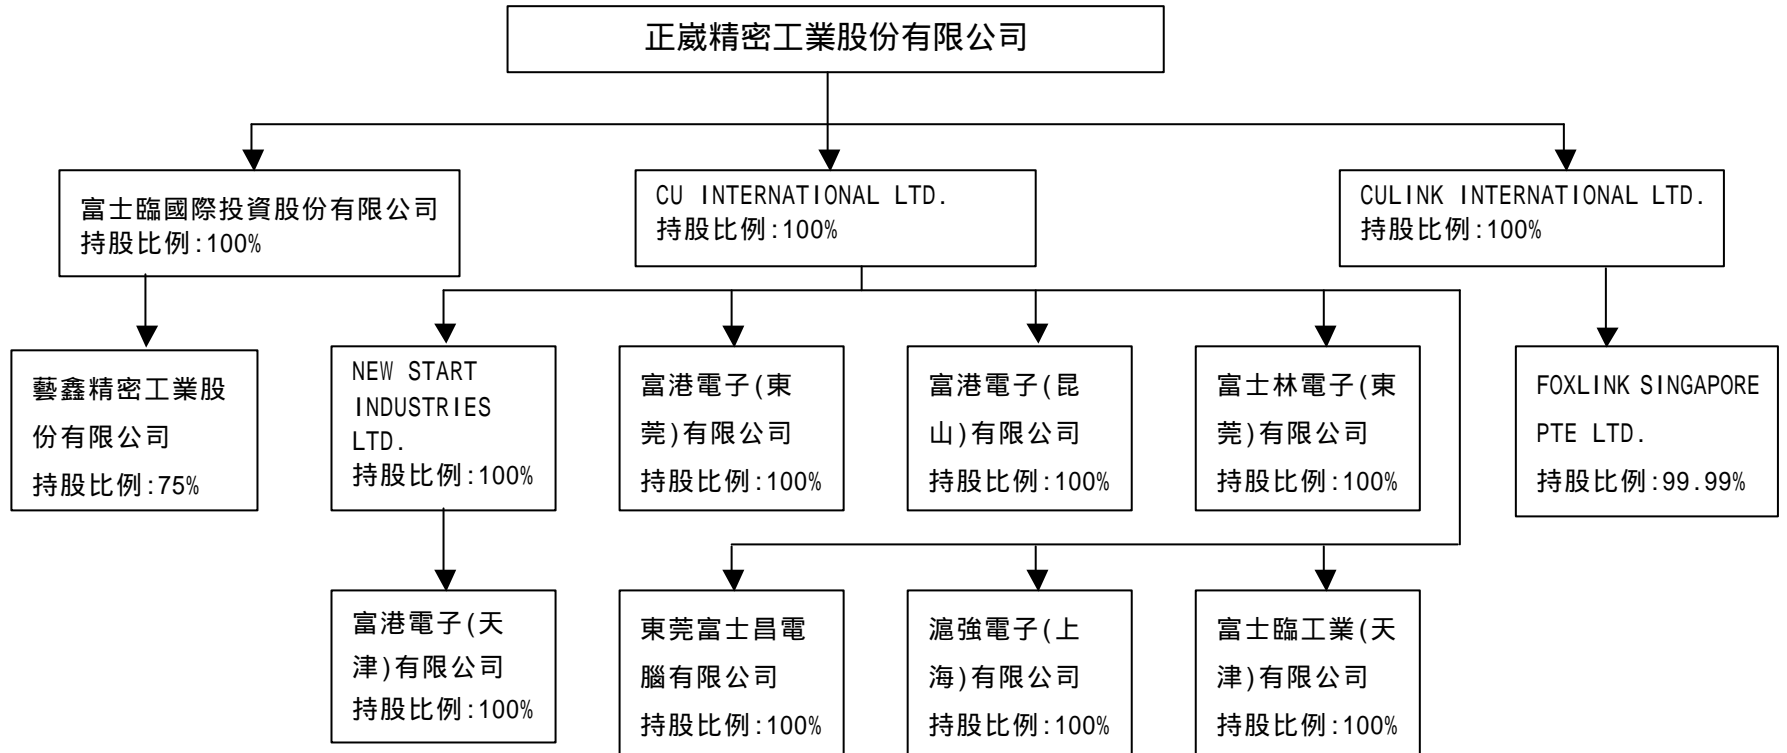 正崴精密工業股份有限公司
富士臨國際投資股份有限公司
持股比例:100%
CU INTERNATIONAL LTD.
持股比例:100%
CULINK INTERNATIONAL LTD.
持股比例:100%
藝鑫精密工業股
份有限公司
持股比例:75%
NEW START
INDUSTRIES
LTD.
持股比例:100%
富港電子(東
莞)有限公司
持股比例:100%
富港電子(昆
山)有限公司
持股比例:100%
富士林電子(東
莞)有限公司
持股比例:100%
FOXLINK SINGAPORE
PTE LTD.
持股比例:99.99%
富港電子(天
津)有限公司
持股比例:100%
東莞富士昌電
腦有限公司
持股比例:100%
滬強電子(上
海)有限公司
持股比例:100%
富士臨工業(天
津)有限公司
持股比例:100%